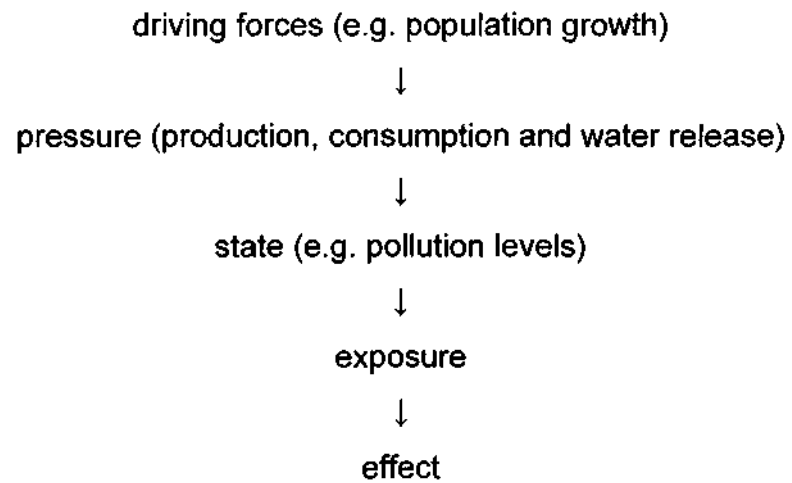 driving forces (e.g. population growth)
↓
pressure (production, consumption and water release)
↓
state (e.g. pollution levels)
↓
exposure
↓
effect